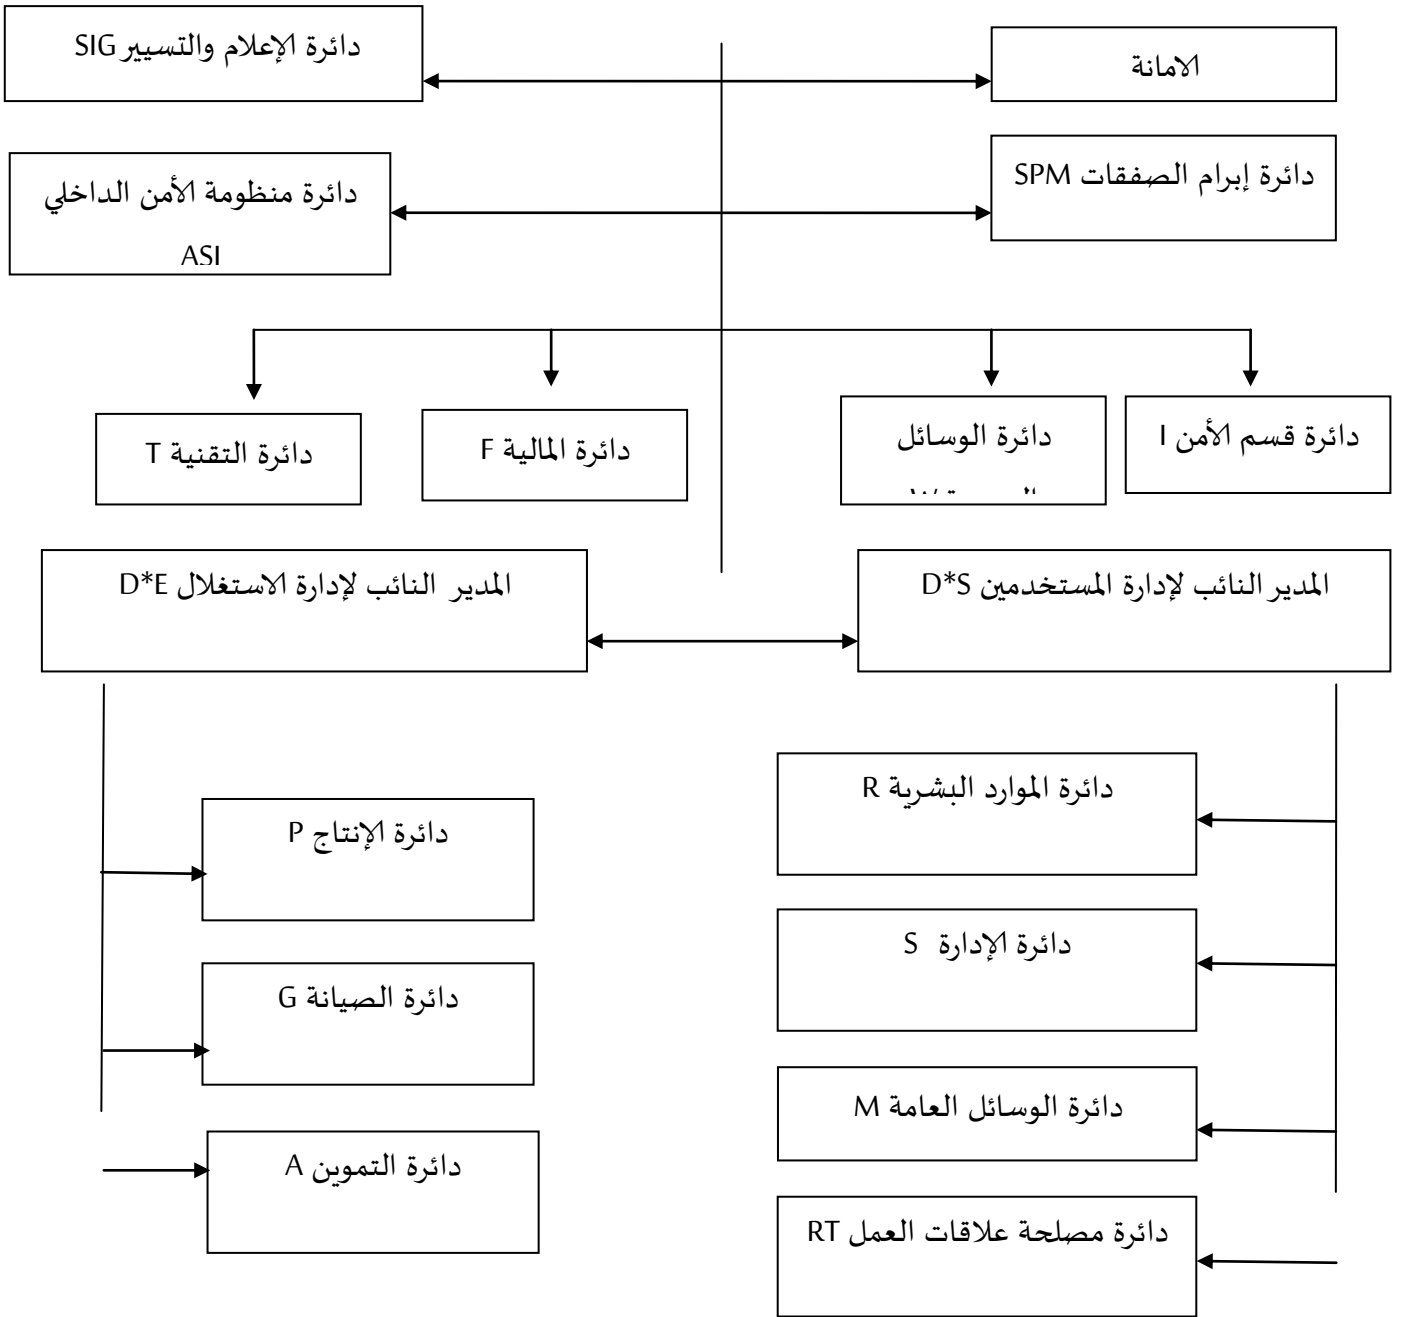 الامانة
دائرة الإعلام والتسيير SIG
دائرة إبرام الصفقات SPM
دائرة منظومة الأمن الداخلي
ASI
دائرة قسم الأمن I
دائرة الوسائل
دائرة المالية F
دائرة التقنية T
المدير النائب لإدارة المستخدمين D*S
المدير النائب لإدارة الاستغلال D*E
دائرة الموارد البشرية R
دائرة الإدارة S
دائرة الوسائل العامة M
دائرة مصلحة علاقات العمل RT
دائرة الإنتاج P
دائرة الصيانة G
دائرة التموين A